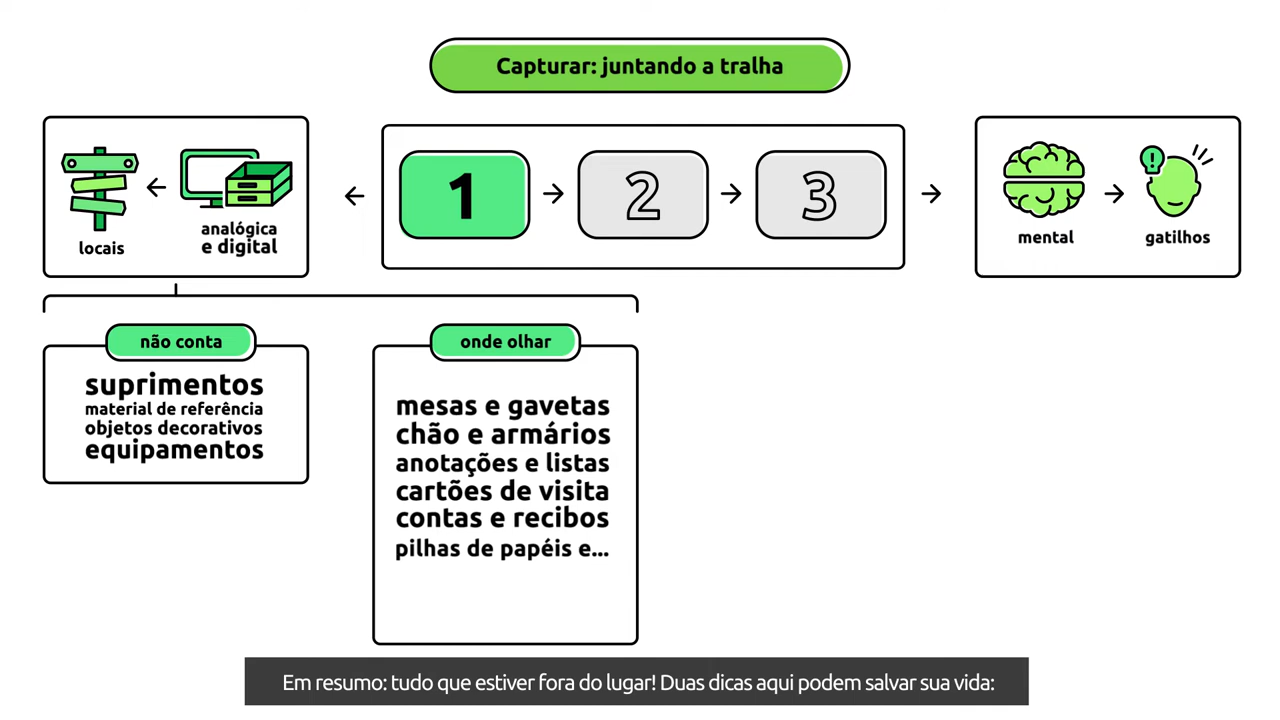 Capturar: juntando a tralha
locais
analógica
e digital
1
2
3
mental
gatilhos
não conta
suprimentos
material de referência
objetos decorativos
equipamentos
onde olhar
mesas e gavetas
chão e armários
anotações e listas
cartões de visita
contas e recibos
pilhas de papéis e...
Em resumo: tudo que estiver fora do lugar! Duas dicas aqui podem salvar sua vida: